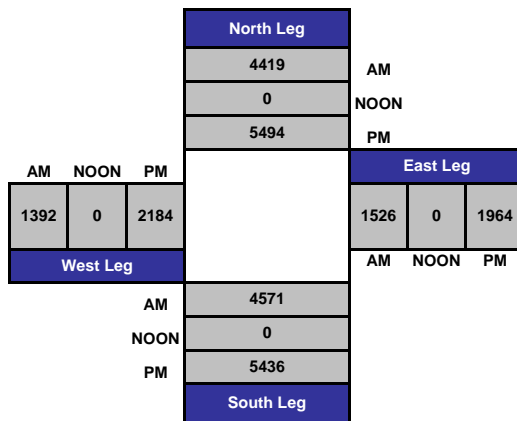 North Leg
4419 AM
0 NOON
5494 PM
AM NOON PM
East Leg
1392 0 2184
1526 0 1964
West Leg
AM NOON PM
AM 4571
NOON 0
PM 5436
South Leg